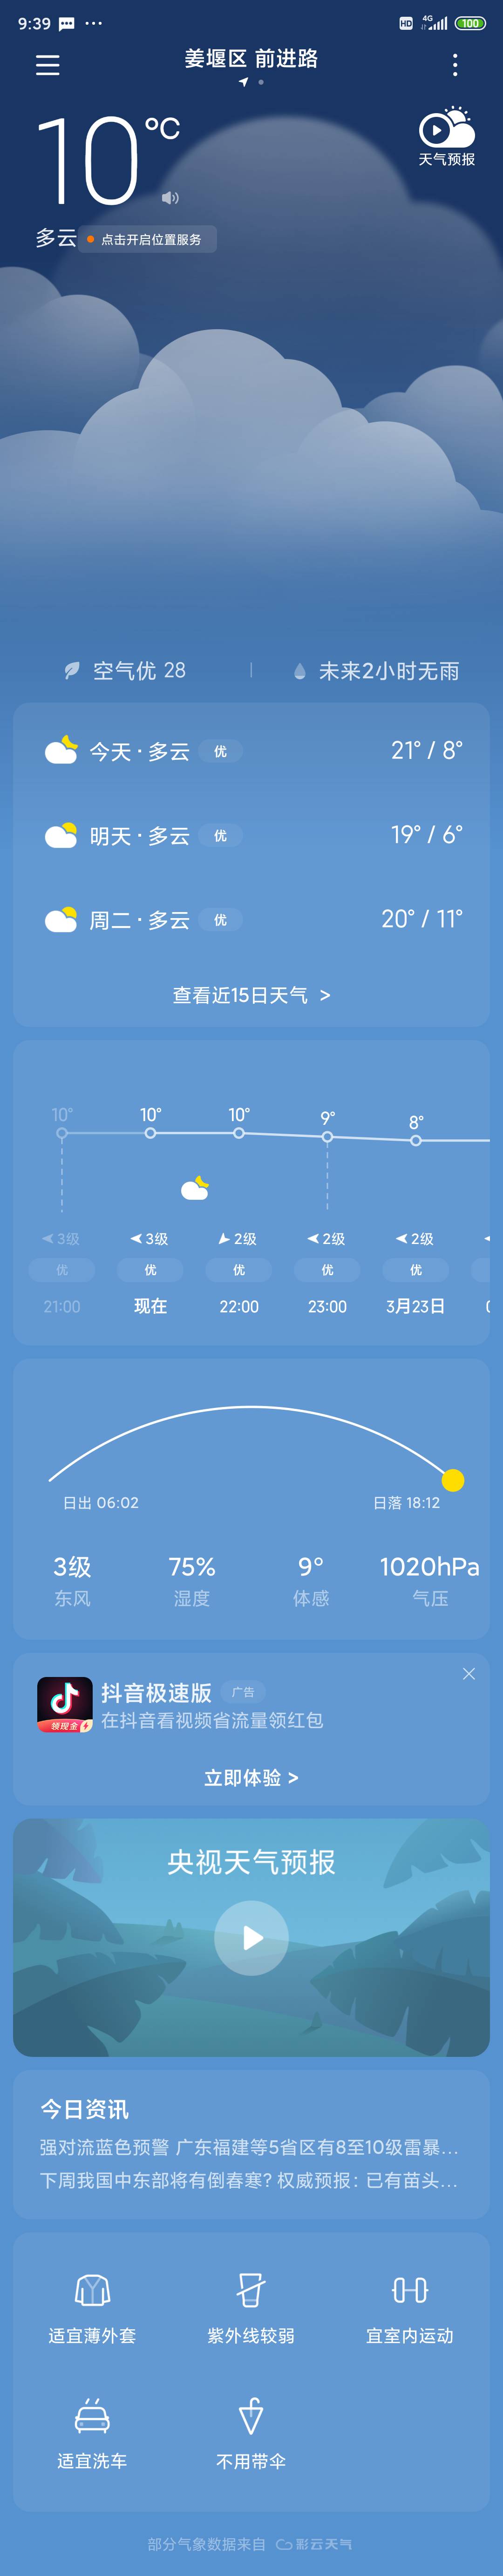 9:39 ... HD 4G 100
姜堰区 前进路
10℃
天气预报
多云 点击开启位置服务
空气优 28 未来2小时无雨
今天·多云 优 21° / 8°
明天·多云 优 19° / 6°
周二·多云 优 20° / 11°
查看近15日天气 >
10° 10° 10° 9° 8°
3级 3级 2级 2级 2级
优 优 优 优 优
21:00 现在 22:00 23:00 3月23日
日出 06:02 日落 18:12
3级 75% 9° 1020hPa
东风 湿度 体感 气压
抖音极速版 广告
领现金
在抖音看视频省流量领红包
立即体验 >
央视天气预报
今日资讯
强对流蓝色预警 广东福建等5省区有8至10级雷暴...
下周我国中东部将有倒春寒? 权威预报: 已有苗头...
适宜薄外套 紫外线较弱 宜室内运动
适宜洗车 不用带伞
部分气象数据来自 彩云天气